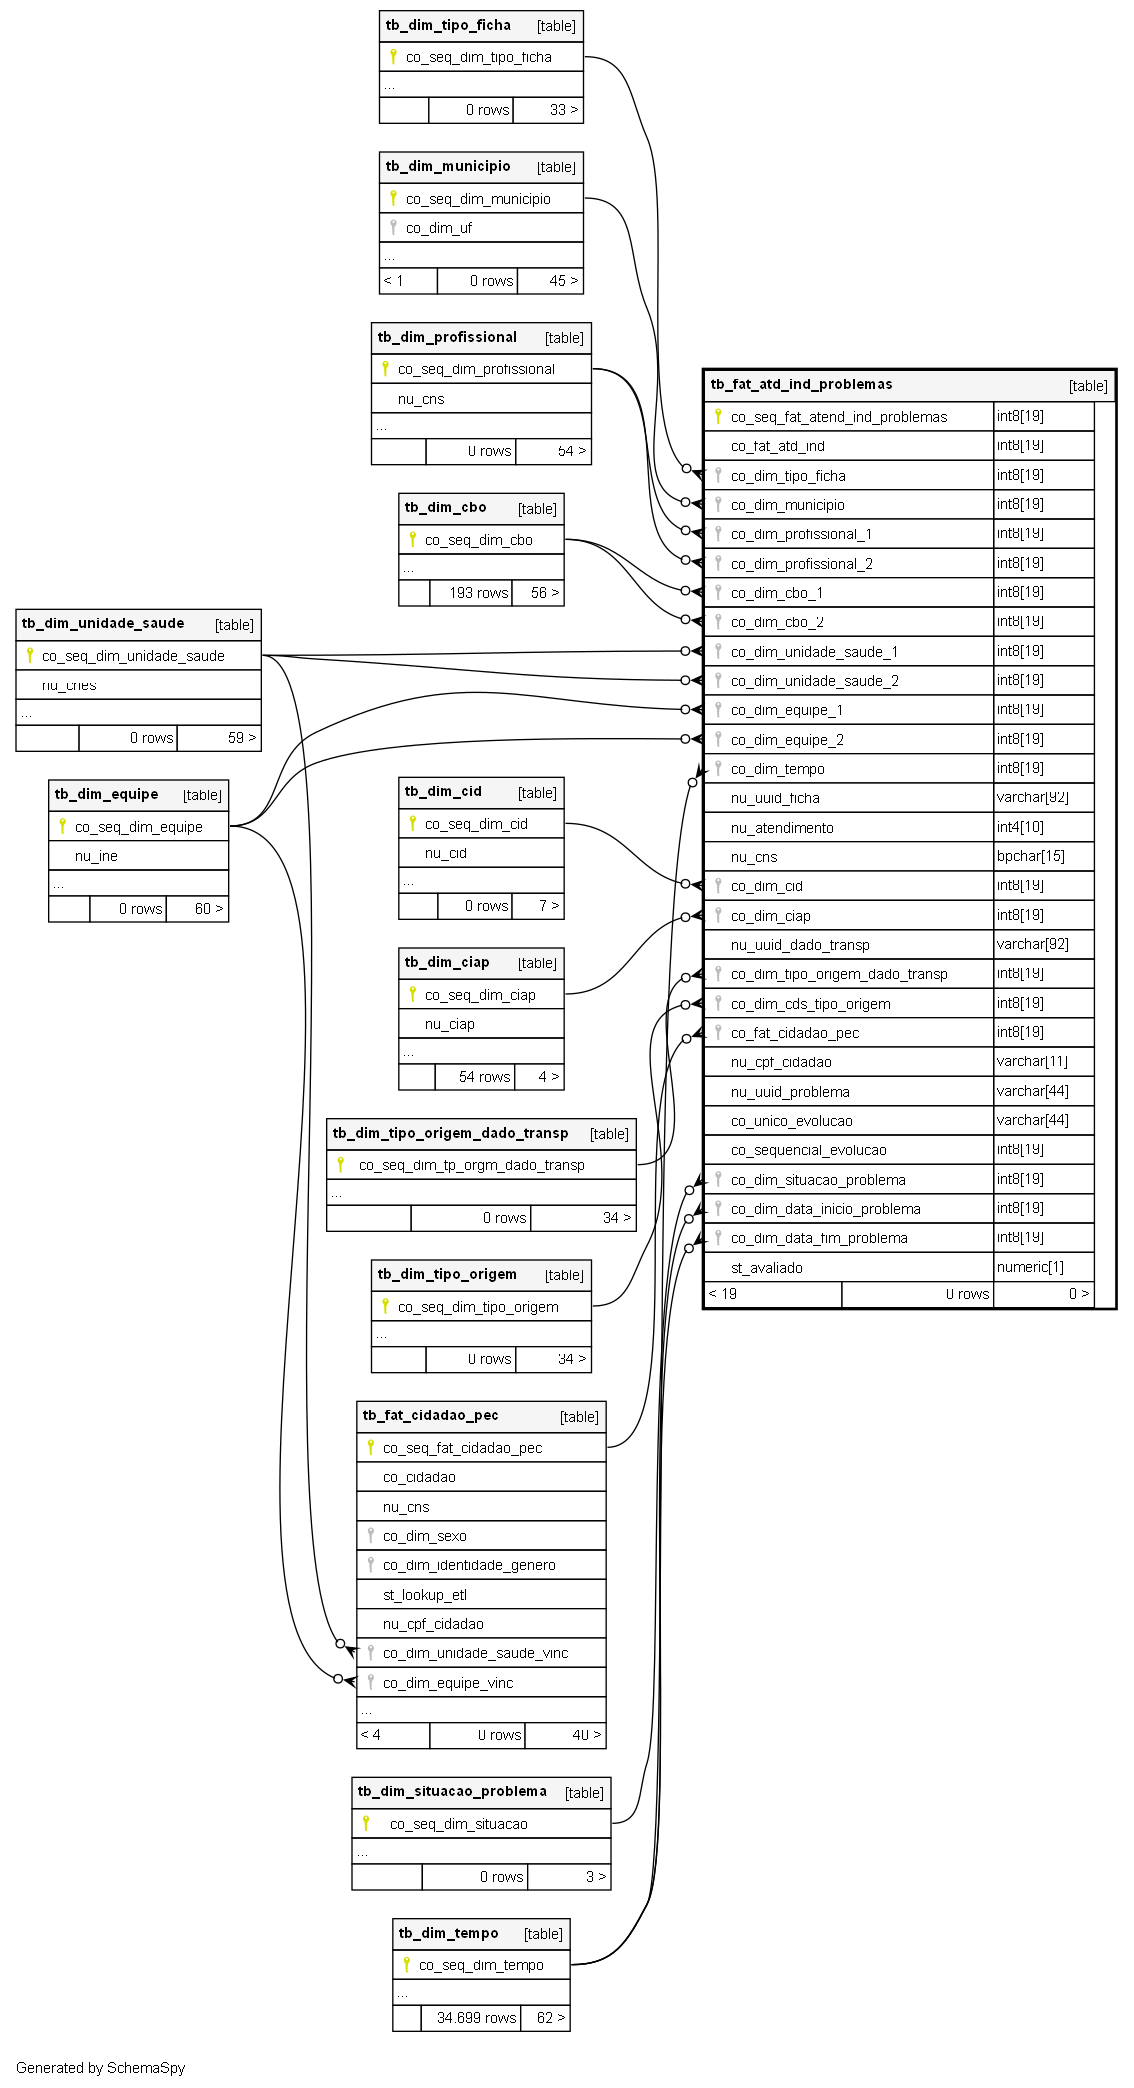 tb_dim_tipo_ficha [table]
co_seq_dim_tipo_ficha
...
0 rows 33 >
tb_dim_municipio [table]
co_seq_dim_municipio
co_dim_uf
...
< 1 0 rows 45 >
tb_dim_profissional [table]
co_seq_dim_profissional
nu_cns
...
0 rows 54 >
tb_dim_cbo [table]
co_seq_dim_cbo
...
193 rows 56 >
tb_dim_unidade_saude [table]
co_seq_dim_unidade_saude
nu_cnes
...
0 rows 59 >
tb_dim_equipe [table]
co_seq_dim_equipe
nu_ine
...
0 rows 60 >
tb_dim_cid [table]
co_seq_dim_cid
nu_cid
...
0 rows 7 >
tb_dim_ciap [table]
co_seq_dim_ciap
nu_ciap
...
54 rows 4 >
tb_dim_tipo_origem_dado_transp [table]
co_seq_dim_tp_orgm_dado_transp
...
0 rows 34 >
tb_dim_tipo_origem [table]
co_seq_dim_tipo_origem
...
0 rows 34 >
tb_fat_cidadao_pec [table]
co_seq_fat_cidadao_pec
co_cidadao
nu_cns
co_dim_sexo
co_dim_identidade_genero
st_lookup_etl
nu_cpf_cidadao
co_dim_unidade_saude_vinc
co_dim_equipe_vinc
...
< 4 0 rows 40 >
tb_dim_situacao_problema [table]
co_seq_dim_situacao
...
0 rows 3 >
tb_dim_tempo [table]
co_seq_dim_tempo
...
34.699 rows 62 >
tb_fat_atd_ind_problemas [table]
co_seq_fat_atend_ind_problemas int8[19]
co_fat_atd_ind int8[19]
co_dim_tipo_ficha int8[19]
co_dim_municipio int8[19]
co_dim_profissional_1 int8[19]
co_dim_profissional_2 int8[19]
co_dim_cbo_1 int8[19]
co_dim_cbo_2 int8[19]
co_dim_unidade_saude_1 int8[19]
co_dim_unidade_saude_2 int8[19]
co_dim_equipe_1 int8[19]
co_dim_equipe_2 int8[19]
co_dim_tempo int8[19]
nu_uuid_ficha varchar[92]
nu_atendimento int4[10]
nu_cns bpchar[15]
co_dim_cid int8[19]
co_dim_ciap int8[19]
nu_uuid_dado_transp varchar[92]
co_dim_tipo_origem_dado_transp int8[19]
co_dim_cds_tipo_origem int8[19]
co_fat_cidadao_pec int8[19]
nu_cpf_cidadao varchar[11]
nu_uuid_problema varchar[44]
co_unico_evolucao varchar[44]
co_sequencial_evolucao int8[19]
co_dim_situacao_problema int8[19]
co_dim_data_inicio_problema int8[19]
co_dim_data_fim_problema int8[19]
st_avaliado numeric[1]
< 19 0 rows 0 >
Generated by SchemaSpy